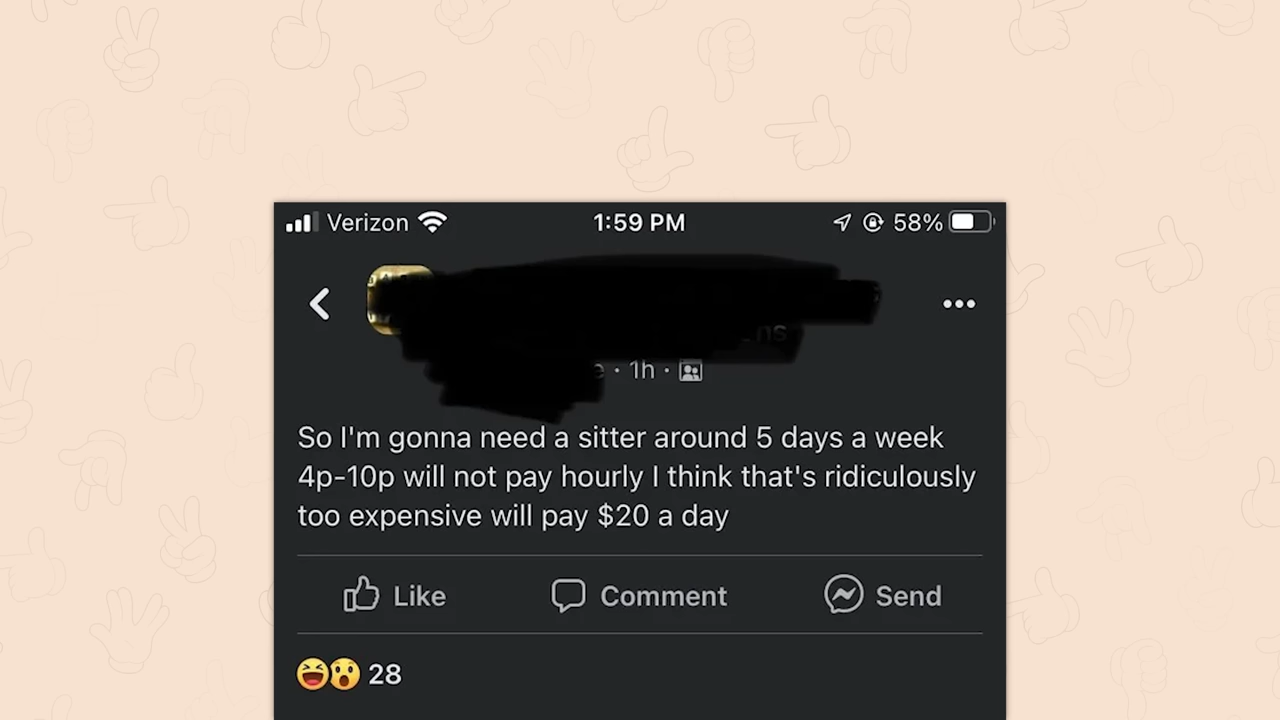 Verizon 1:59 PM 58%
1h
So I'm gonna need a sitter around 5 days a week
4p-10p will not pay hourly I think that's ridiculously
too expensive will pay $20 a day
Like Comment Send
28